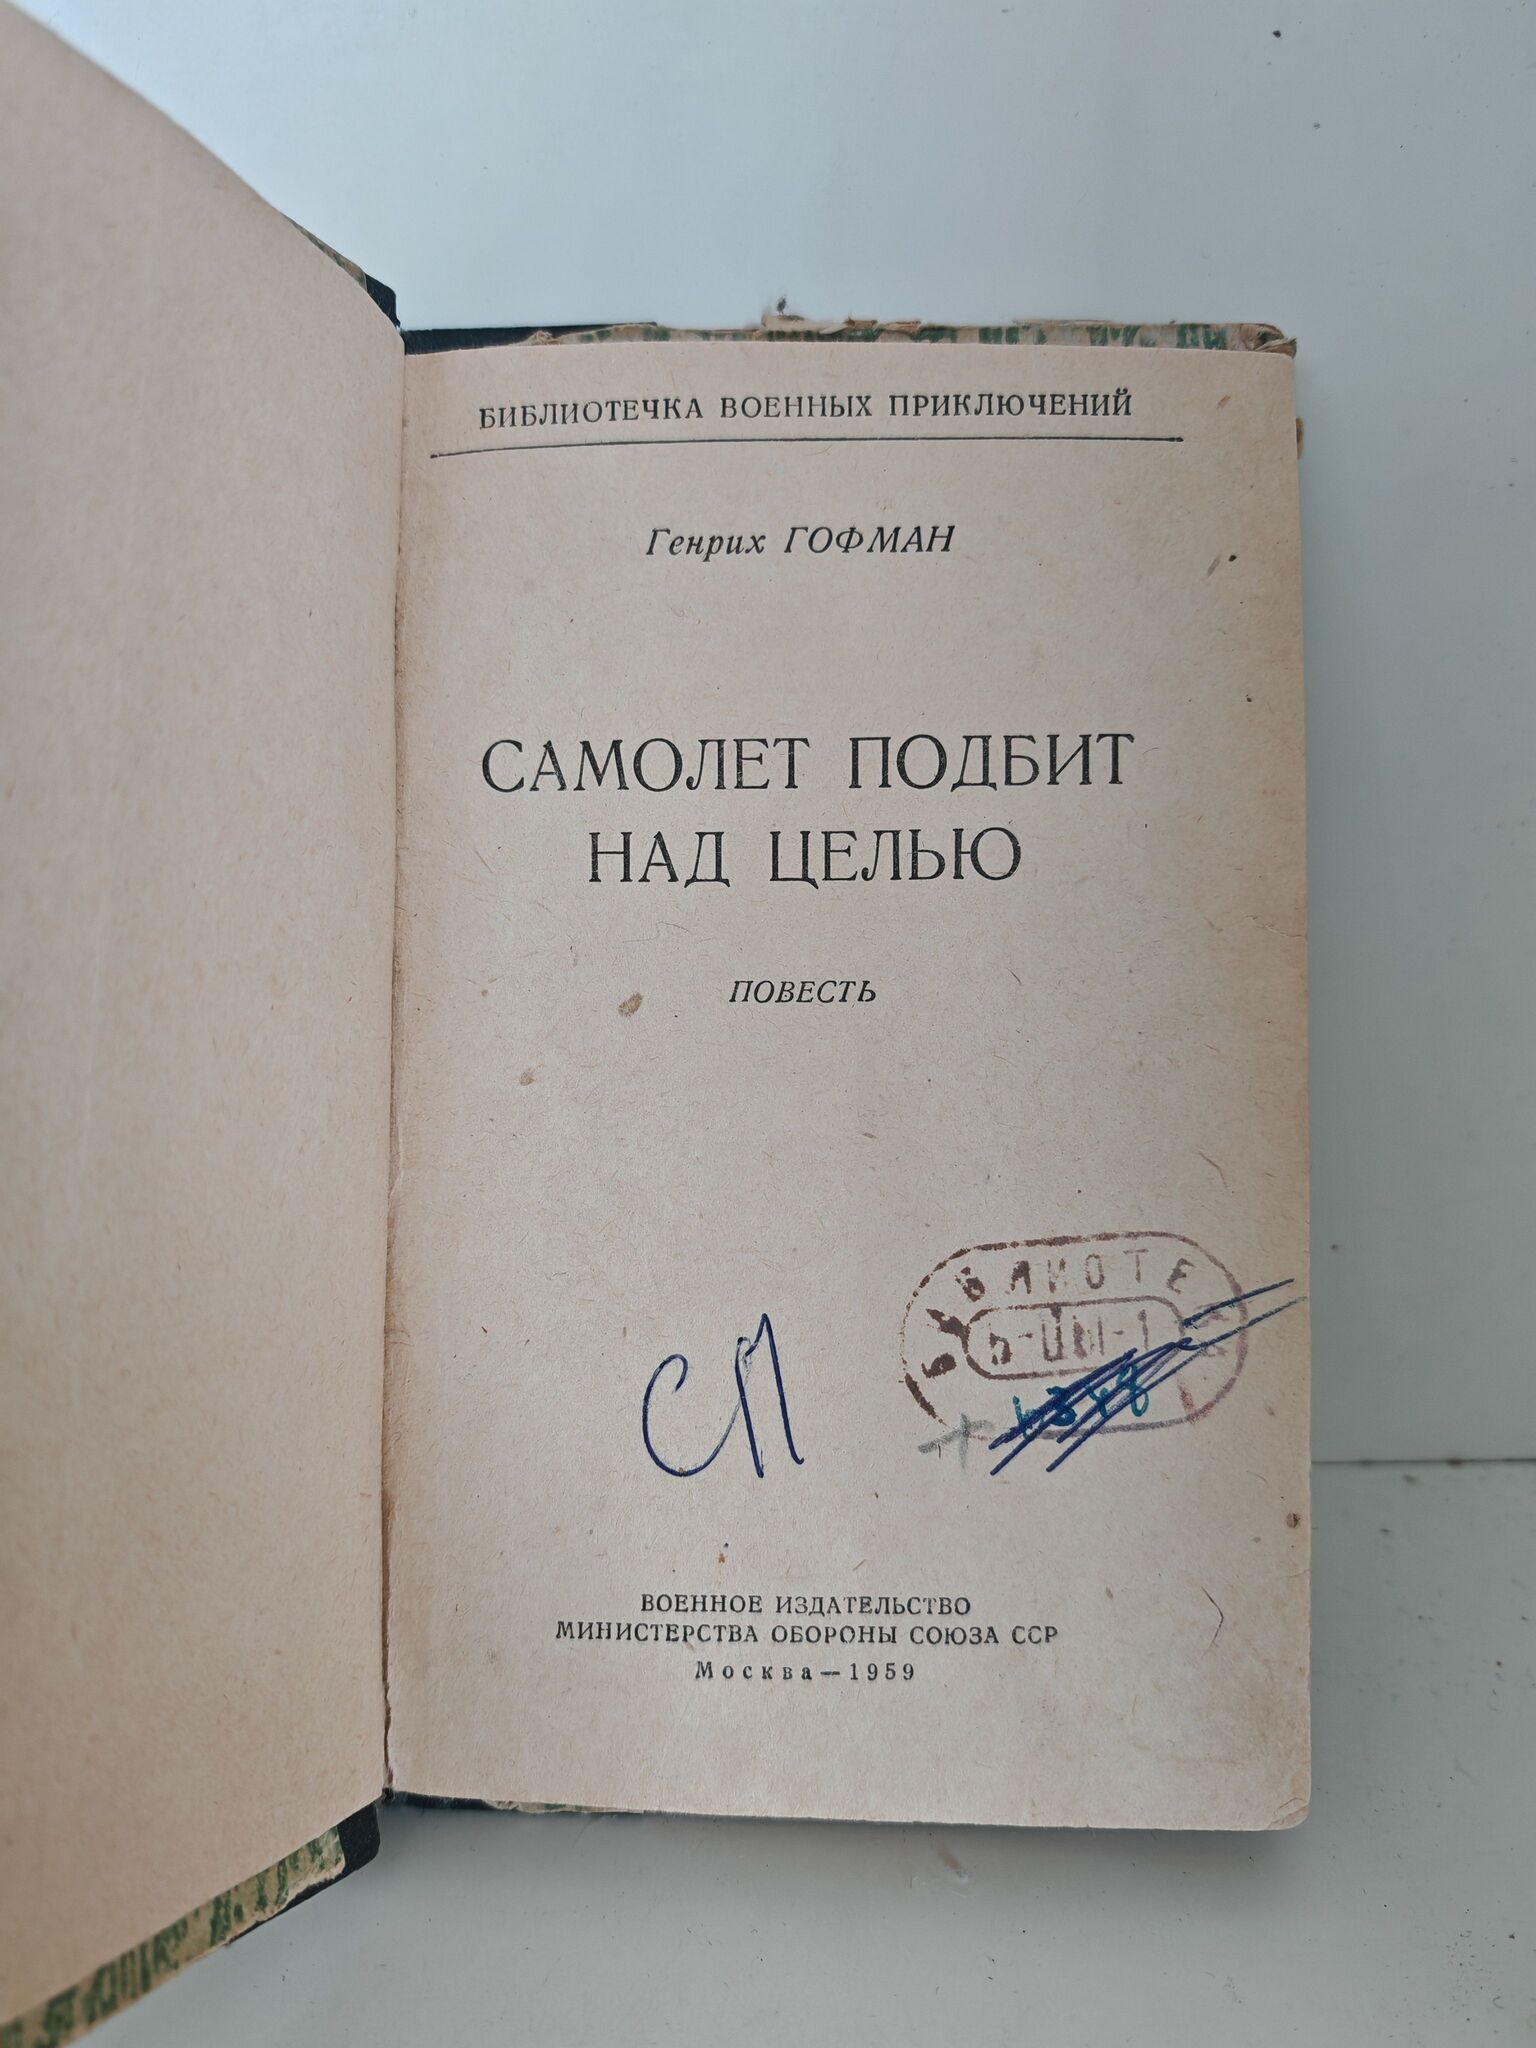 БИБЛИОТЕЧКА ВОЕННЫХ ПРИКЛЮЧЕНИЙ
Генрих ГОФМАН
САМОЛЕТ ПОДБИТ
НАД ЦЕЛЬЮ
ПОВЕСТЬ
БИБЛИОТЕ
СП
ВОЕННОЕ ИЗДАТЕЛЬСТВО
МИНИСТЕРСТВА ОБОРОНЫ СОЮЗА ССР
Москва — 1959